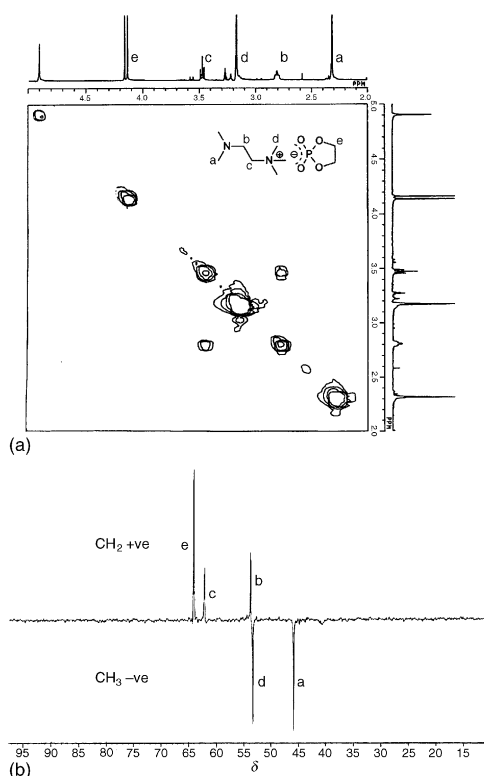 e c d b a
PPM
4.5 4.0 3.5 3.0 2.5 2.0
5.0
4.5
4.0
3.5
3.0
2.5
2.0
PPM
N b a c N ⊕ d ⊖ O O P O O e
(a)
CH₂ +ve
e
c
b
CH₃ –ve
d
a
95 90 85 80 75 70 65 60 55 50 45 40 35 30 25 20 15
δ
(b)